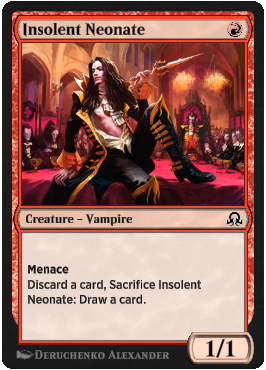 Insolent Neonate
Creature – Vampire
Menace
Discard a card, Sacrifice Insolent
Neonate: Draw a card.
1/1
Deruchenko Alexander